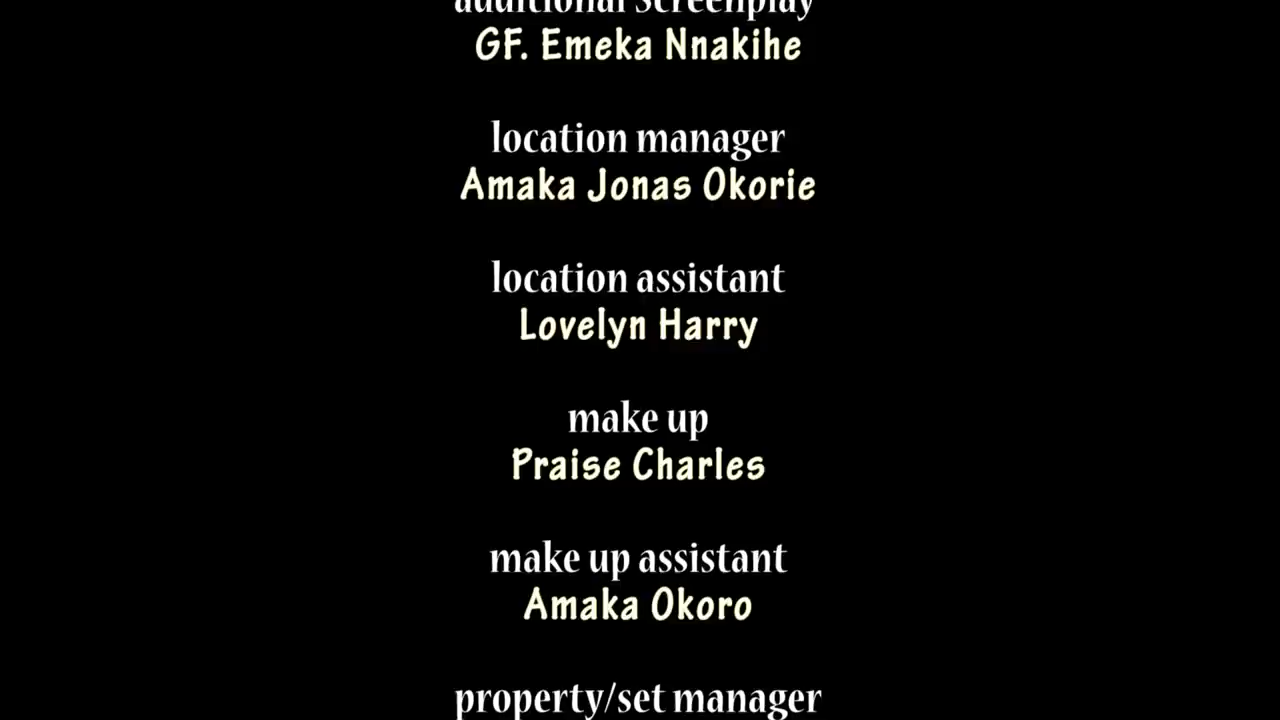 additional Screenplay
GF. Emeka Nnakihe
location manager
Amaka Jonas Okorie
location assistant
Lovelyn Harry
make up
Praise Charles
make up assistant
Amaka Okoro
property/set manager